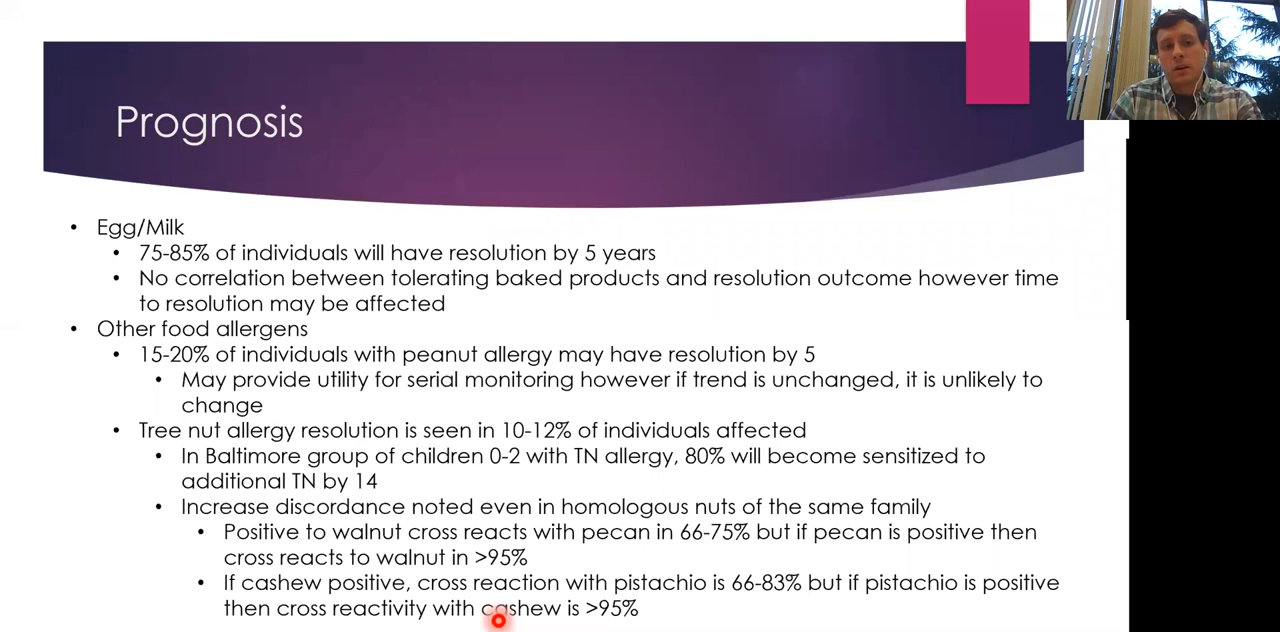 Prognosis
• Egg/Milk
• 75-85% of individuals will have resolution by 5 years
• No correlation between tolerating baked products and resolution outcome however time
to resolution may be affected
• Other food allergens
• 15-20% of individuals with peanut allergy may have resolution by 5
• May provide utility for serial monitoring however if trend is unchanged, it is unlikely to
change
• Tree nut allergy resolution is seen in 10-12% of individuals affected
• In Baltimore group of children 0-2 with TN allergy, 80% will become sensitized to
additional TN by 14
• Increase discordance noted even in homologous nuts of the same family
• Positive to walnut cross reacts with pecan in 66-75% but if pecan is positive then
cross reacts to walnut in >95%
• If cashew positive, cross reaction with pistachio is 66-83% but if pistachio is positive
then cross reactivity with cashew is >95%